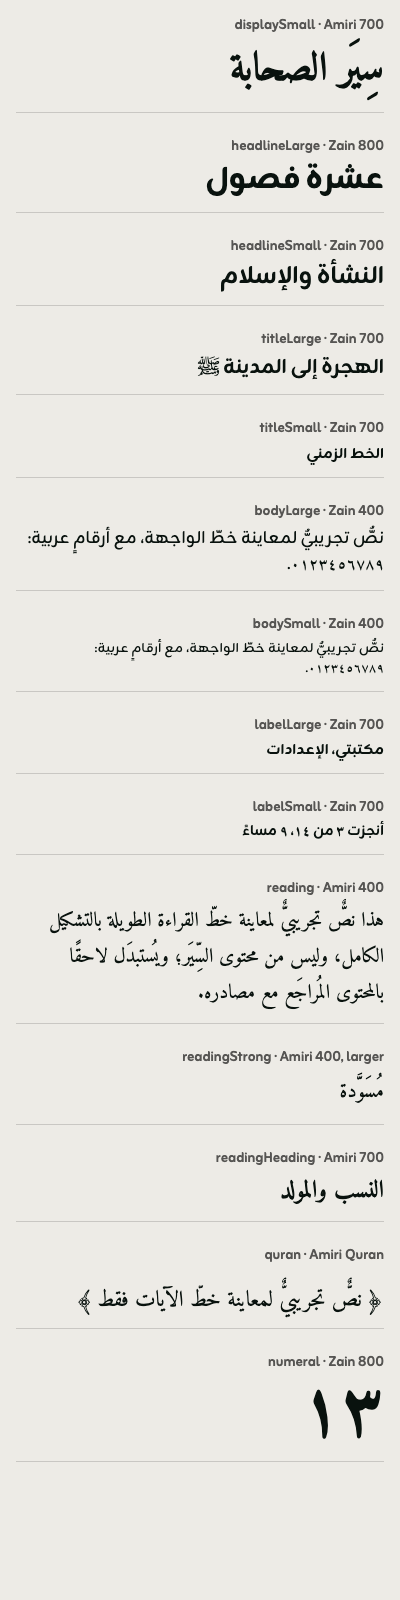 displaySmall · Amiri 700
سِيَر الصحابة
headlineLarge · Zain 800
عشرة فصول
headlineSmall · Zain 700
النشأة والإسلام
titleLarge · Zain 700
الهجرة إلى المدينة ﷺ
titleSmall · Zain 700
الخط الزمني
bodyLarge · Zain 400
نصٌّ تجريبيٌّ لمعاينة خطّ الواجهة، مع أرقامٍ عربية:
٠١٢٣٤٥٦٧٨٩.
bodySmall · Zain 400
نصٌّ تجريبيٌّ لمعاينة خطّ الواجهة، مع أرقامٍ عربية:
٠١٢٣٤٥٦٧٨٩.
labelLarge · Zain 700
مكتبتي، الإعدادات
labelSmall · Zain 700
أنجزت ٣ من ١٤، ٩ مساءً
reading · Amiri 400
هذا نصٌّ تجريبيٌّ لمعاينة خطّ القراءة الطويلة بالتشكيل
الكامل، وليس من محتوى السِّيَر؛ ويُستبدَل لاحقًا
بالمحتوى المُراجَع مع مصادره.
readingStrong · Amiri 400, larger
مُسَوَّدة
readingHeading · Amiri 700
النسب والمولد
quran · Amiri Quran
﴿ نصٌّ تجريبيٌّ لمعاينة خطّ الآيات فقط ﴾
numeral · Zain 800
١٣